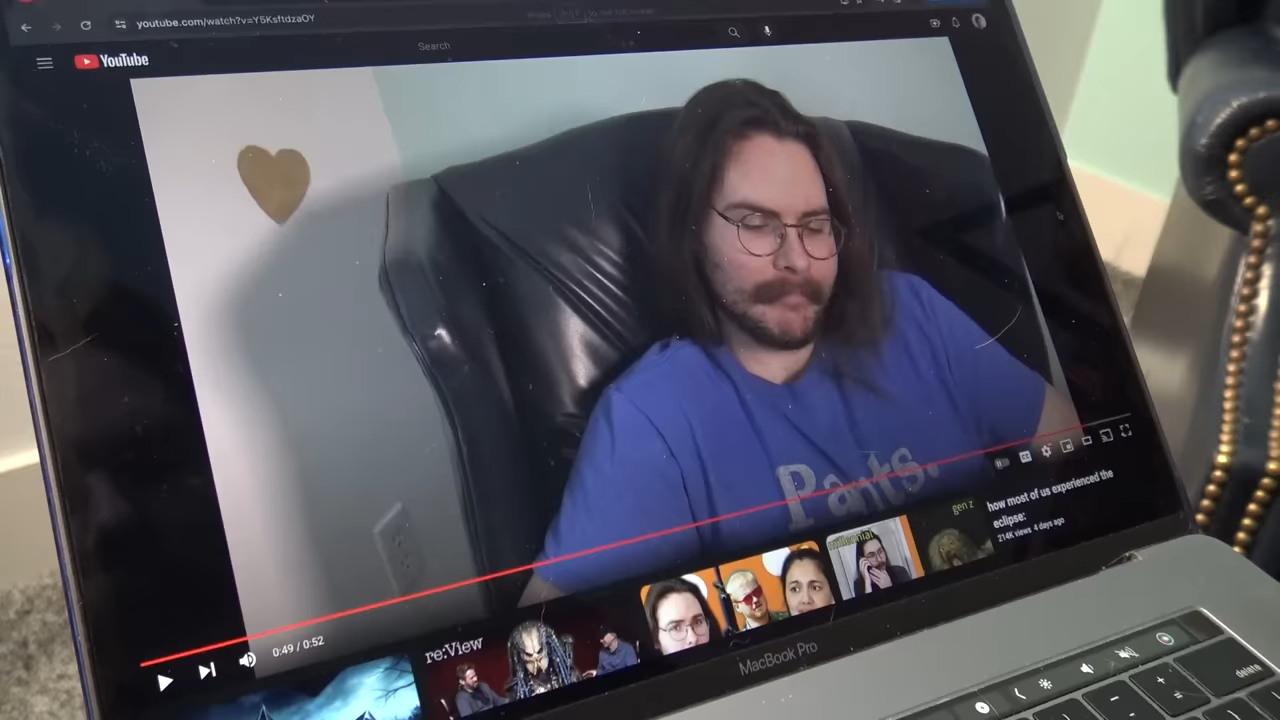 youtube.com/watch?v=Y5KsftdzaOY
YouTube
Search
Pants.
0:49 / 0:52
how most of us experienced the
eclipse:
214K views 4 days ago
re:View
millennial
gen z
MacBook Pro
delete